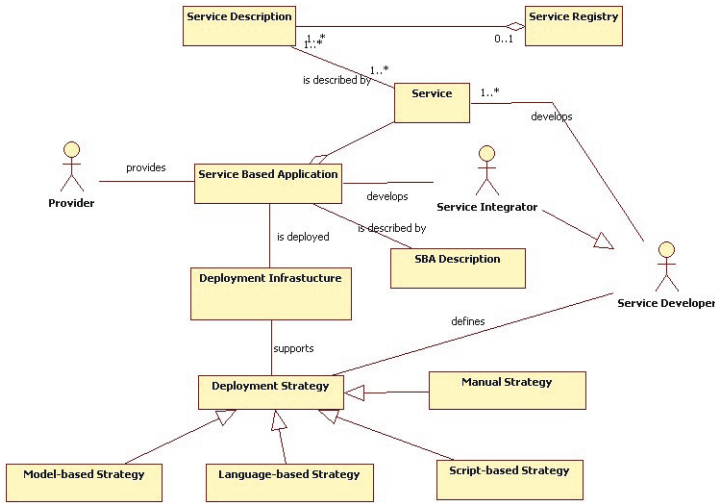 Service Description
Service Registry
1..*
1..*
0..1
1..*
is described by
Service
1..*
develops
provides
Service Based Application
develops
Provider
Service Integrator
is described by
is deployed
SBA Description
Deployment Infrastucture
Service Developer
defines
supports
Deployment Strategy
Manual Strategy
Model-based Strategy
Language-based Strategy
Script-based Strategy